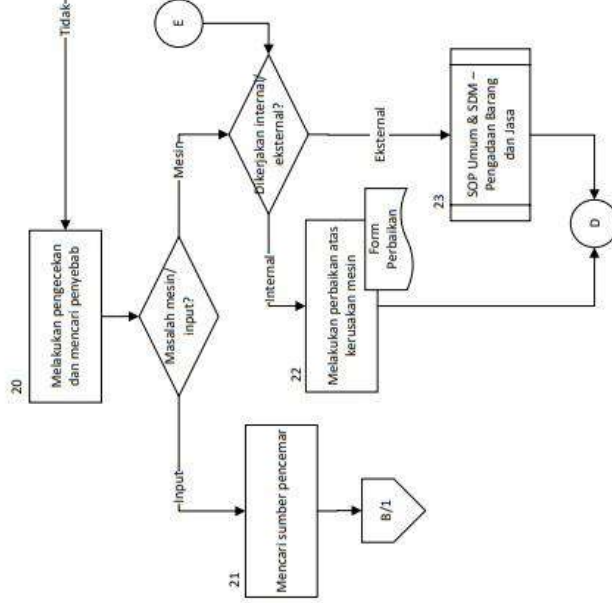 Tidak
20
Melakukan pengecekan
dan mencari penyebab
Masalah mesin/
input?
Input
Mesin
21
Mencari sumber pencemar
B/1
E
Dikerjakan internal/
eksternal?
Internal
Eksternal
22
Melakukan perbaikan atas
kerusakan mesin
Form
Perbaikan
23
SOP Umum & SDM –
Pengadaan Barang
dan Jasa
D